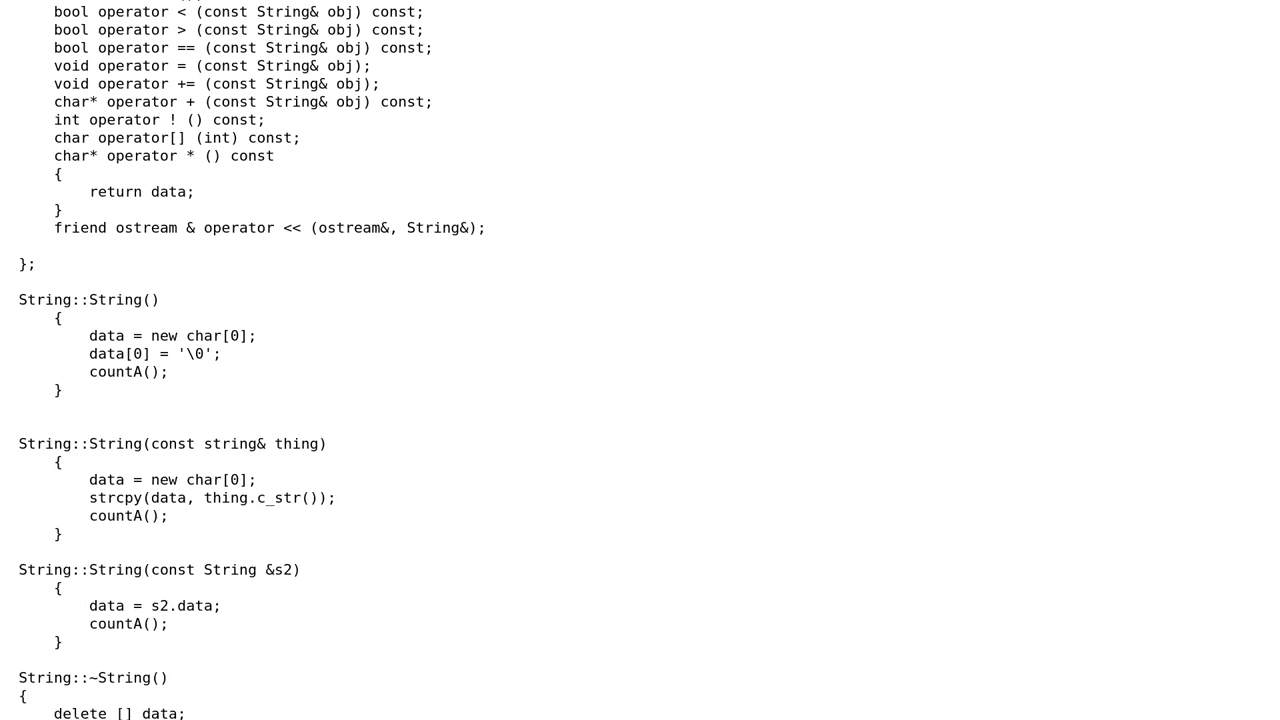 bool operator < (const String& obj) const;
    bool operator > (const String& obj) const;
    bool operator == (const String& obj) const;
    void operator = (const String& obj);
    void operator += (const String& obj);
    char* operator + (const String& obj) const;
    int operator ! () const;
    char operator[] (int) const;
    char* operator * () const
    {
        return data;
    }
    friend ostream & operator << (ostream&, String&);

};

String::String()
    {
        data = new char[0];
        data[0] = '\0';
        countA();
    }


String::String(const string& thing)
    {
        data = new char[0];
        strcpy(data, thing.c_str());
        countA();
    }

String::String(const String &s2)
    {
        data = s2.data;
        countA();
    }

String::~String()
{
    delete [] data;